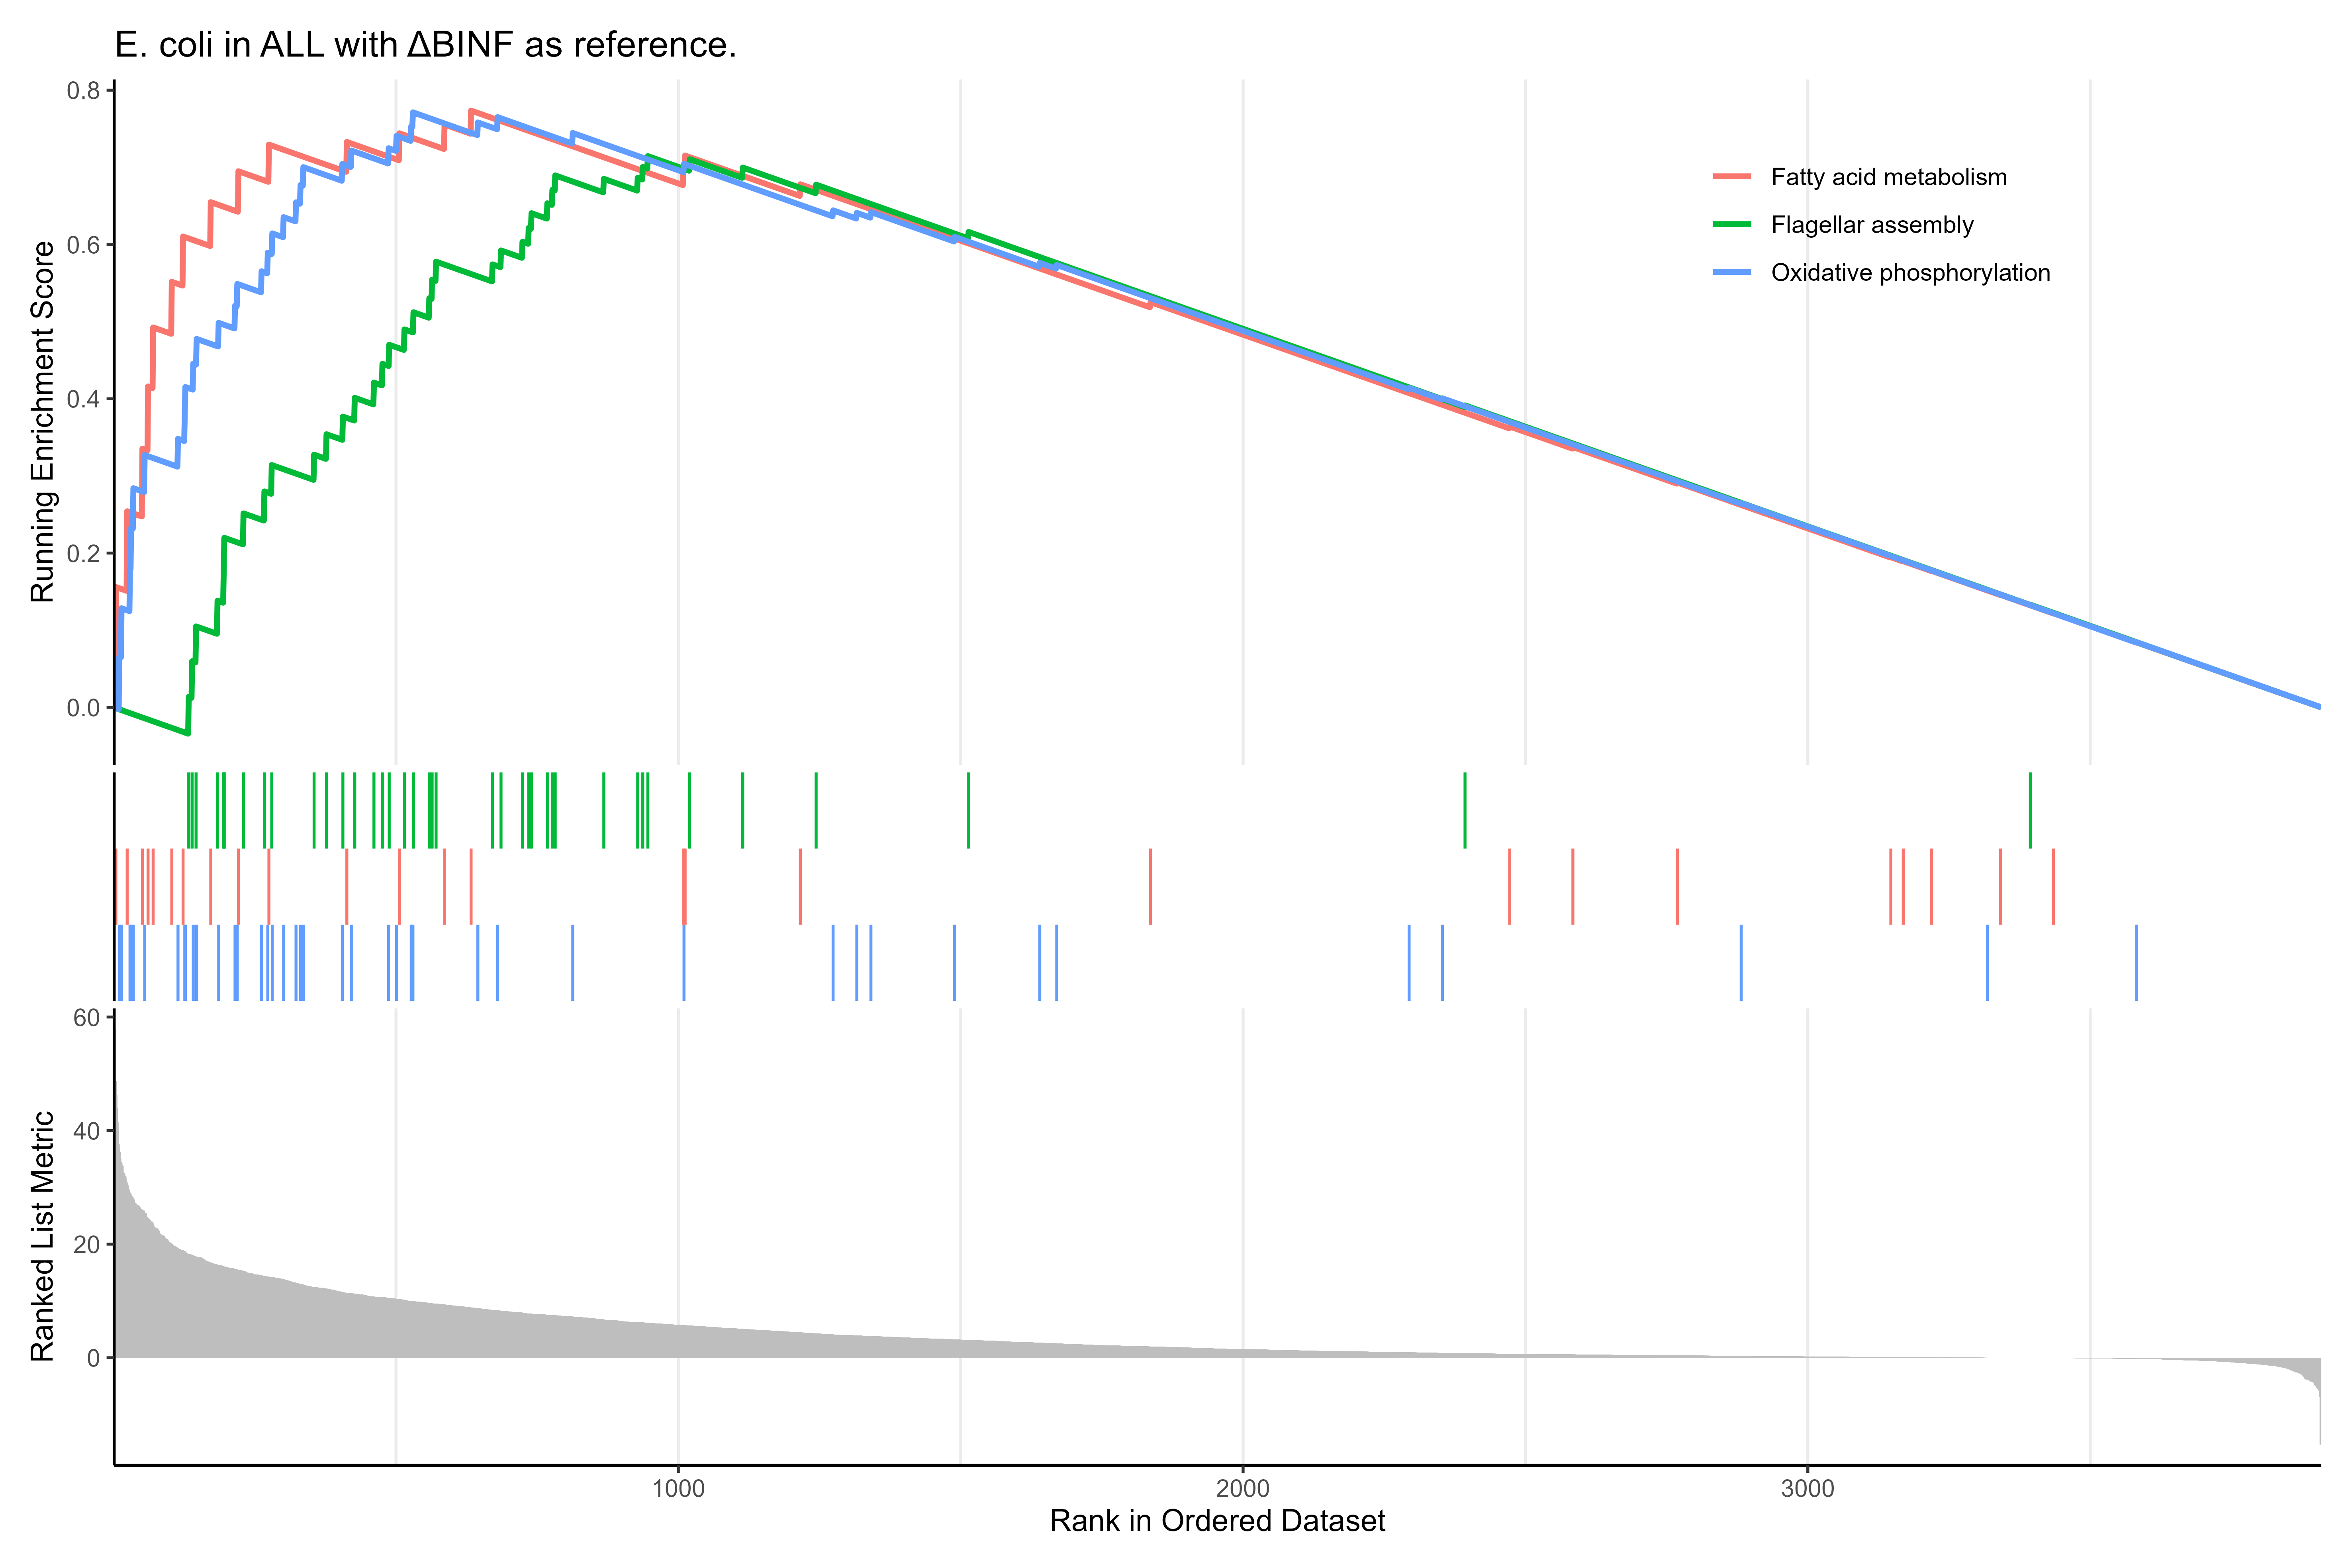 E. coli in ALL with ΔBINF as reference.
Running Enrichment Score
0.8
0.6
0.4
0.2
0.0
Fatty acid metabolism
Flagellar assembly
Oxidative phosphorylation
Ranked List Metric
60
40
20
0
1000 2000 3000
Rank in Ordered Dataset